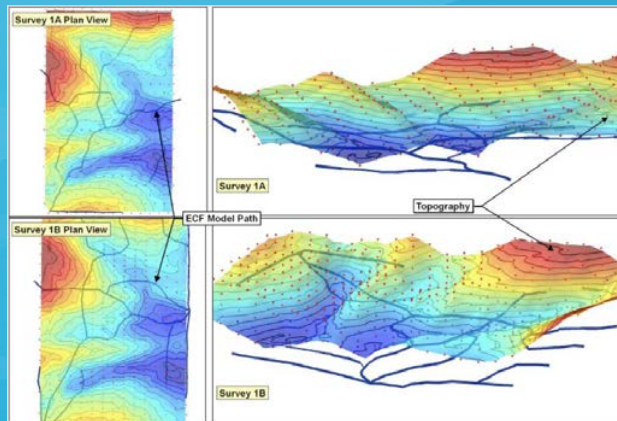 Survey 1A Plan View
Survey 1A
Topography
ECF Model Path
Survey 1B Plan View
Survey 1B